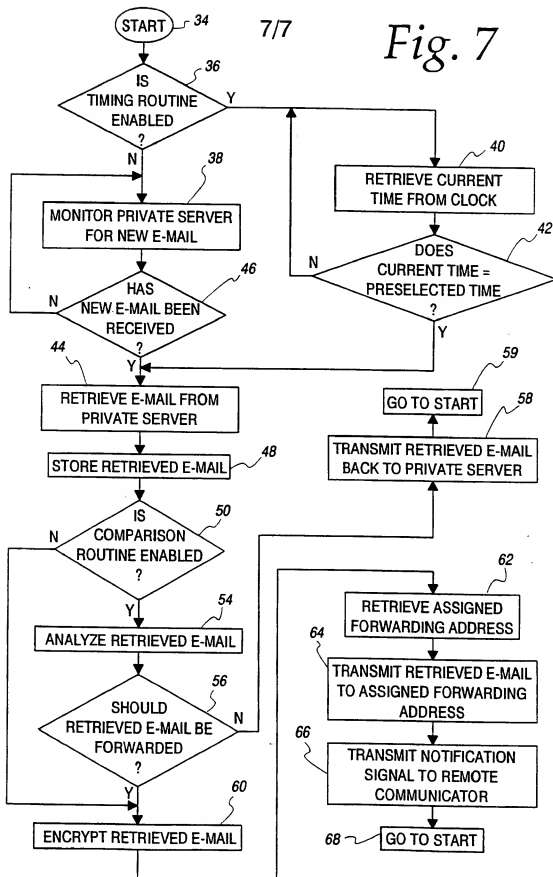 START
34
7/7
Fig. 7
36
IS
TIMING ROUTINE
ENABLED
?
Y
N
38
MONITOR PRIVATE SERVER
FOR NEW E-MAIL
40
RETRIEVE CURRENT
TIME FROM CLOCK
42
DOES
CURRENT TIME =
PRESELECTED TIME
?
N
Y
46
HAS
NEW E-MAIL BEEN
RECEIVED
?
N
Y
44
RETRIEVE E-MAIL FROM
PRIVATE SERVER
STORE RETRIEVED E-MAIL
48
50
IS
COMPARISON
ROUTINE ENABLED
?
N
Y
54
ANALYZE RETRIEVED E-MAIL
56
SHOULD
RETRIEVED E-MAIL BE
FORWARDED
?
N
Y
60
ENCRYPT RETRIEVED E-MAIL
59
GO TO START
58
TRANSMIT RETRIEVED E-MAIL
BACK TO PRIVATE SERVER
62
RETRIEVE ASSIGNED
FORWARDING ADDRESS
64
TRANSMIT RETRIEVED E-MAIL
TO ASSIGNED FORWARDING
ADDRESS
66
TRANSMIT NOTIFICATION
SIGNAL TO REMOTE
COMMUNICATOR
68
GO TO START